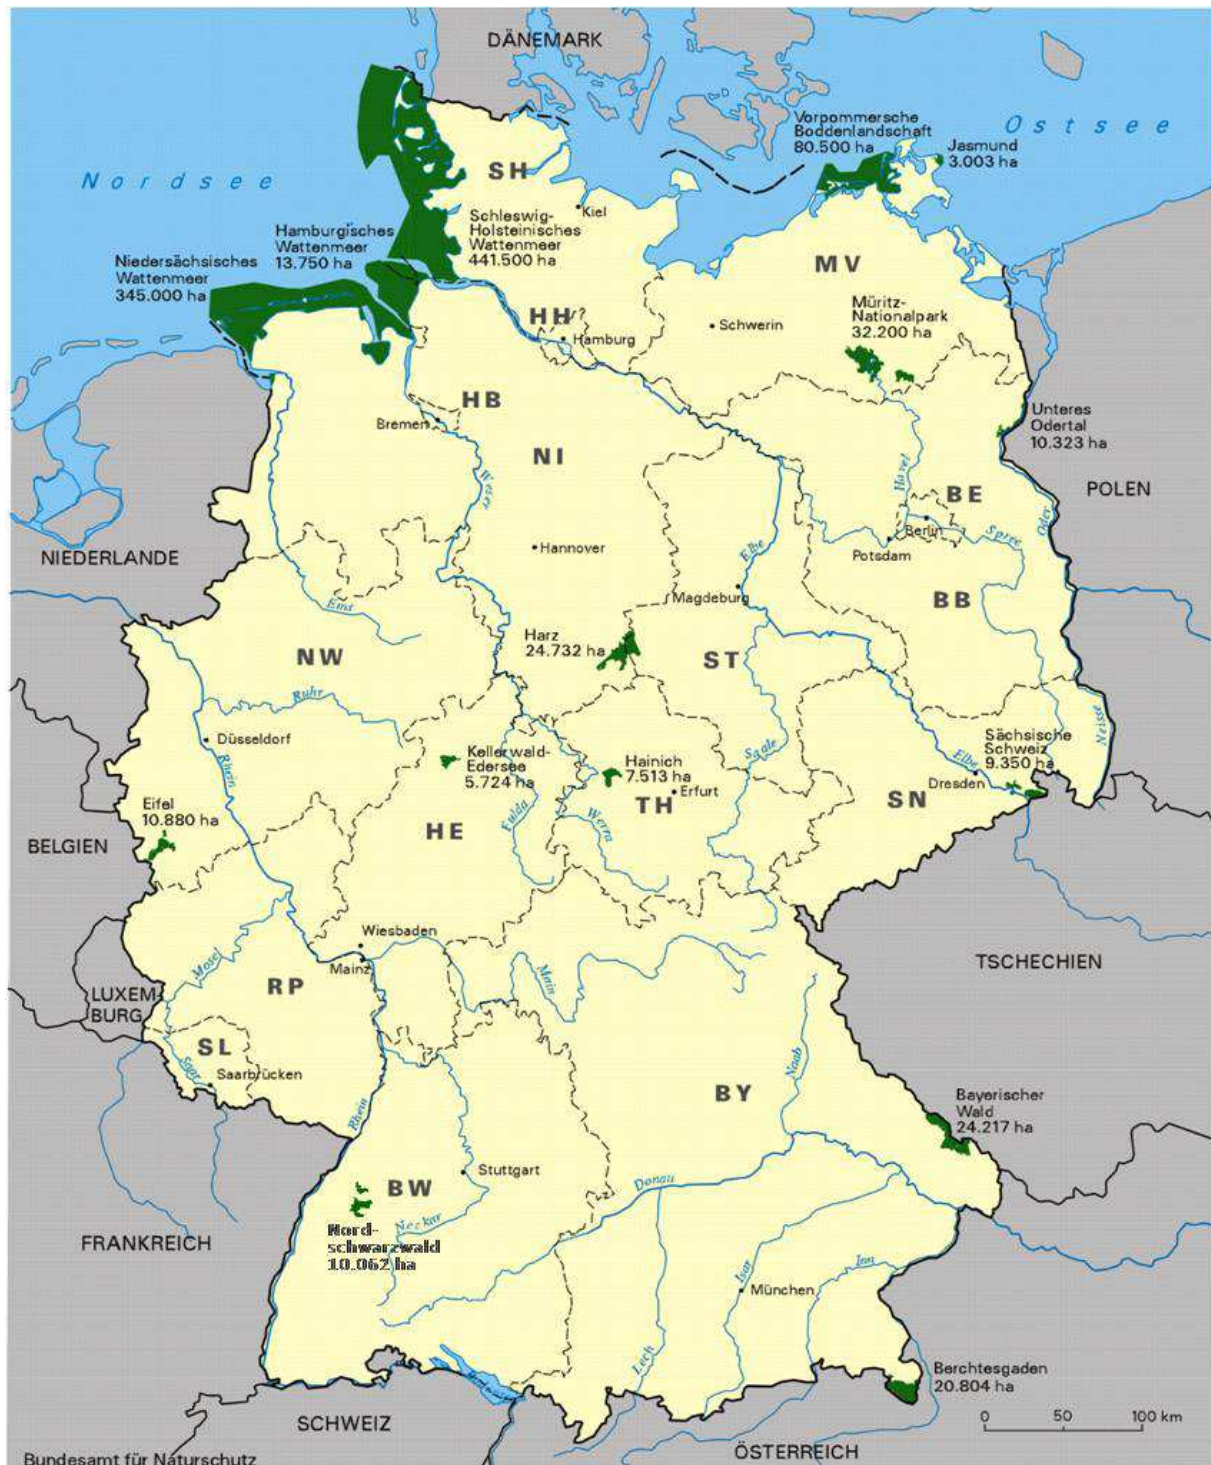 DÄNEMARK
Ostsee
Nordsee
Vorpommersche
Boddenlandschaft
80.500 ha
Jasmund
3.003 ha
SH
Kiel
Schleswig-
Holsteinisches
Wattenmeer
441.500 ha
Hamburgisches
Wattenmeer
13.750 ha
Niedersächsisches
Wattenmeer
345.000 ha
MV
Müritz-
Nationalpark
32.200 ha
Schwerin
HH
Hamburg
HB
Bremen
Unteres
Odertal
10.323 ha
NI
Weser
Havel
BE
Berlin
Potsdam
Spree
Oder
POLEN
NIEDERLANDE
Hannover
Elbe
Magdeburg
BB
Ems
Harz
24.732 ha
NW
ST
Ruhr
Düsseldorf
Rhein
Kellerwald-
Edersee
5.724 ha
Hainich
7.513 ha
Erfurt
TH
Saale
Sächsische
Schweiz
9.350 ha
Elbe
Dresden
Neisse
SN
Eifel
10.880 ha
BELGIEN
HE
Fulda
Werra
Wiesbaden
Mainz
Main
Mosel
RP
TSCHECHIEN
LUXEM-
BURG
SL
Saar
Saarbrücken
Rhein
Naab
BY
Bayerischer
Wald
24.217 ha
Stuttgart
BW
Donau
Neckar
Nord-
schwarzwald
10.062 ha
FRANKREICH
Isar
Inn
München
Lech
Berchtesgaden
20.804 ha
0 50 100 km
SCHWEIZ
ÖSTERREICH
Bundesamt für Naturschutz